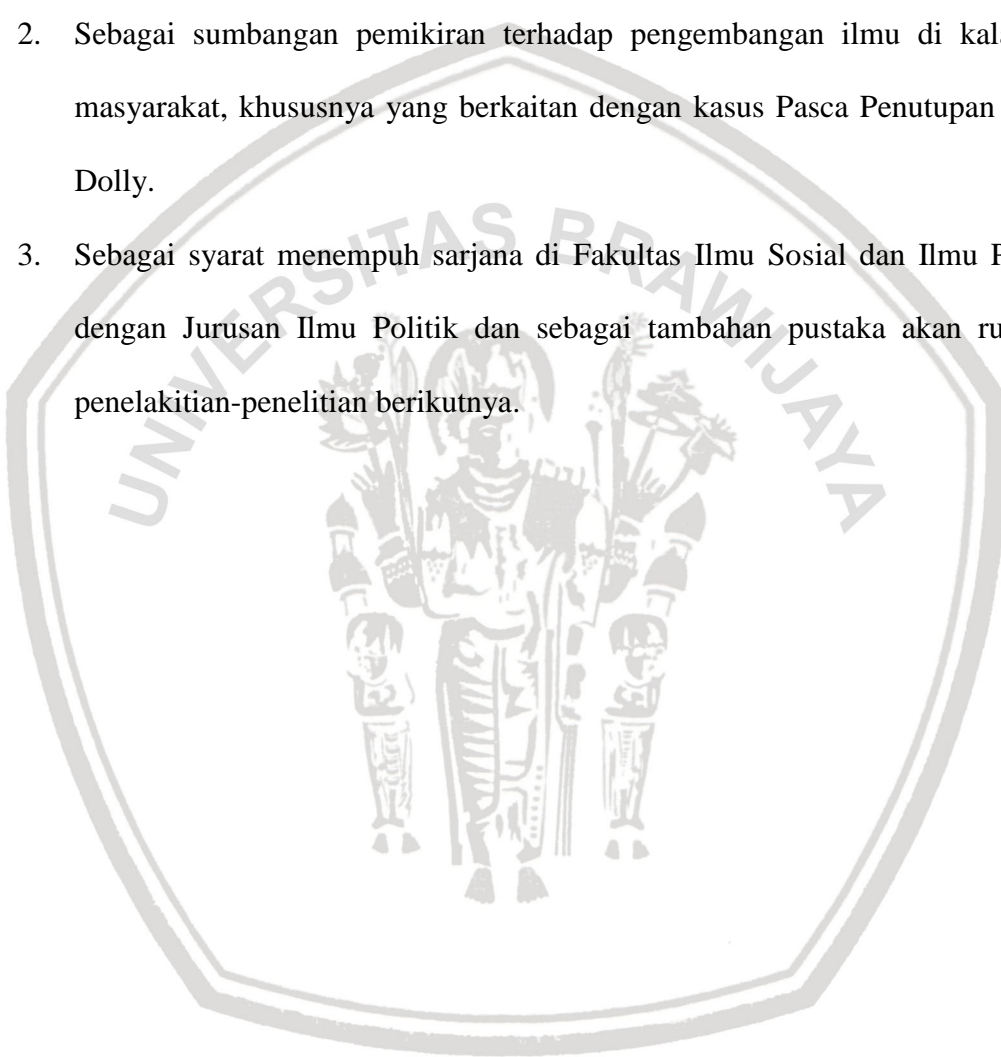 2. Sebagai sumbangan pemikiran terhadap pengembangan ilmu di
masyarakat, khususnya yang berkaitan dengan kasus Pasca Penutupan
Dolly.
UNIVERSITAS BRAWIJAYA
3. Sebagai syarat menempuh sarjana di Fakultas Ilmu Sosial dan Ilmu
dengan Jurusan Ilmu Politik dan sebagai tambahan pustaka akan
penelakitian-penelitian berikutnya.